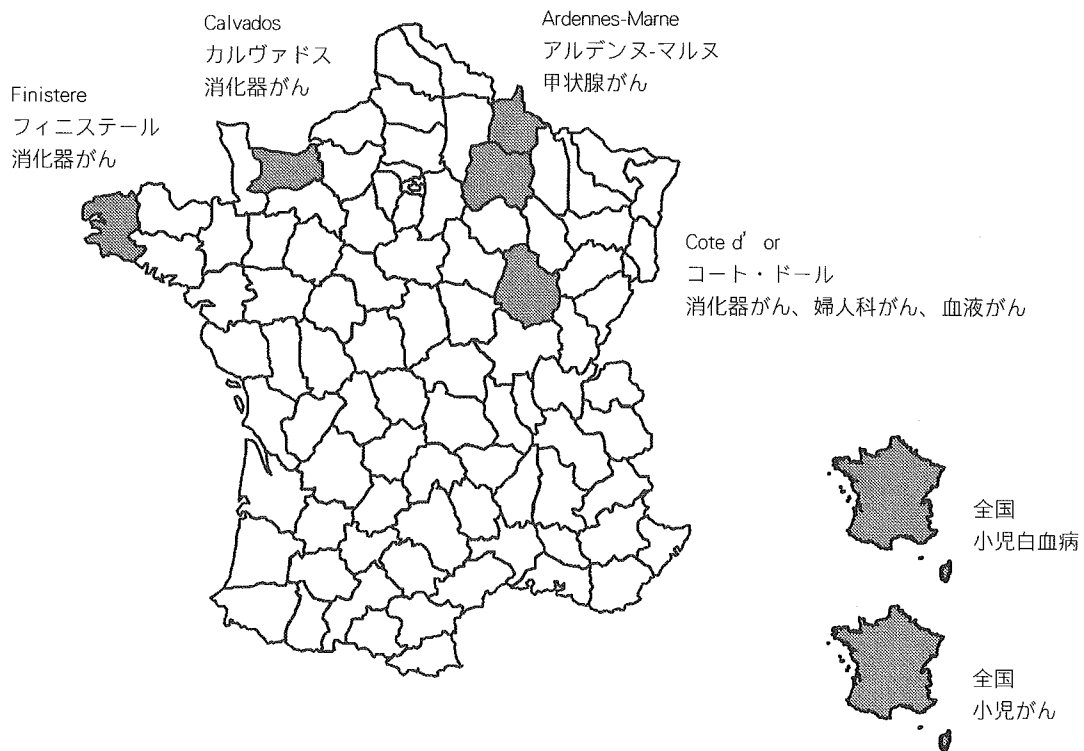 Calvados
カルヴァドス
消化器がん
Ardennes-Marne
アルデンヌ-マルヌ
甲状腺がん
Finistere
フィニステール
消化器がん
Cote d' or
コート・ドール
消化器がん、婦人科がん、血液がん
全国
小児白血病
全国
小児がん